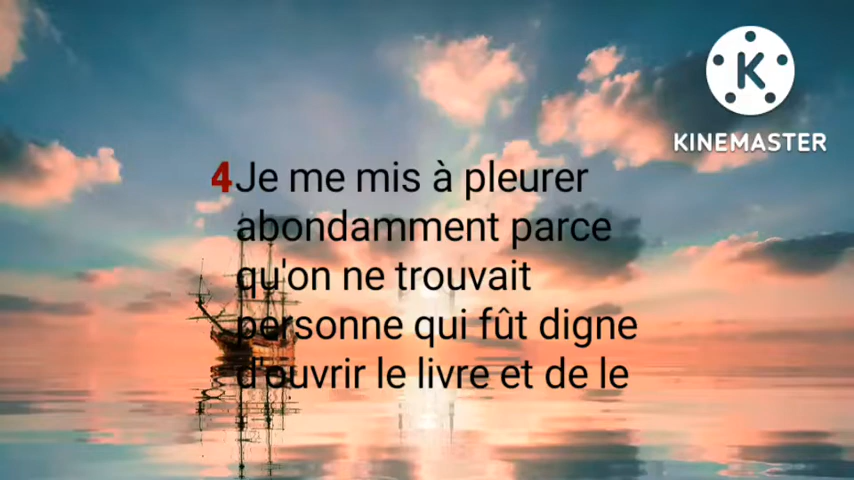 KINEMASTER
4Je me mis à pleurer
abondamment parce
qu'on ne trouvait
personne qui fût digne
d'ouvrir le livre et de le